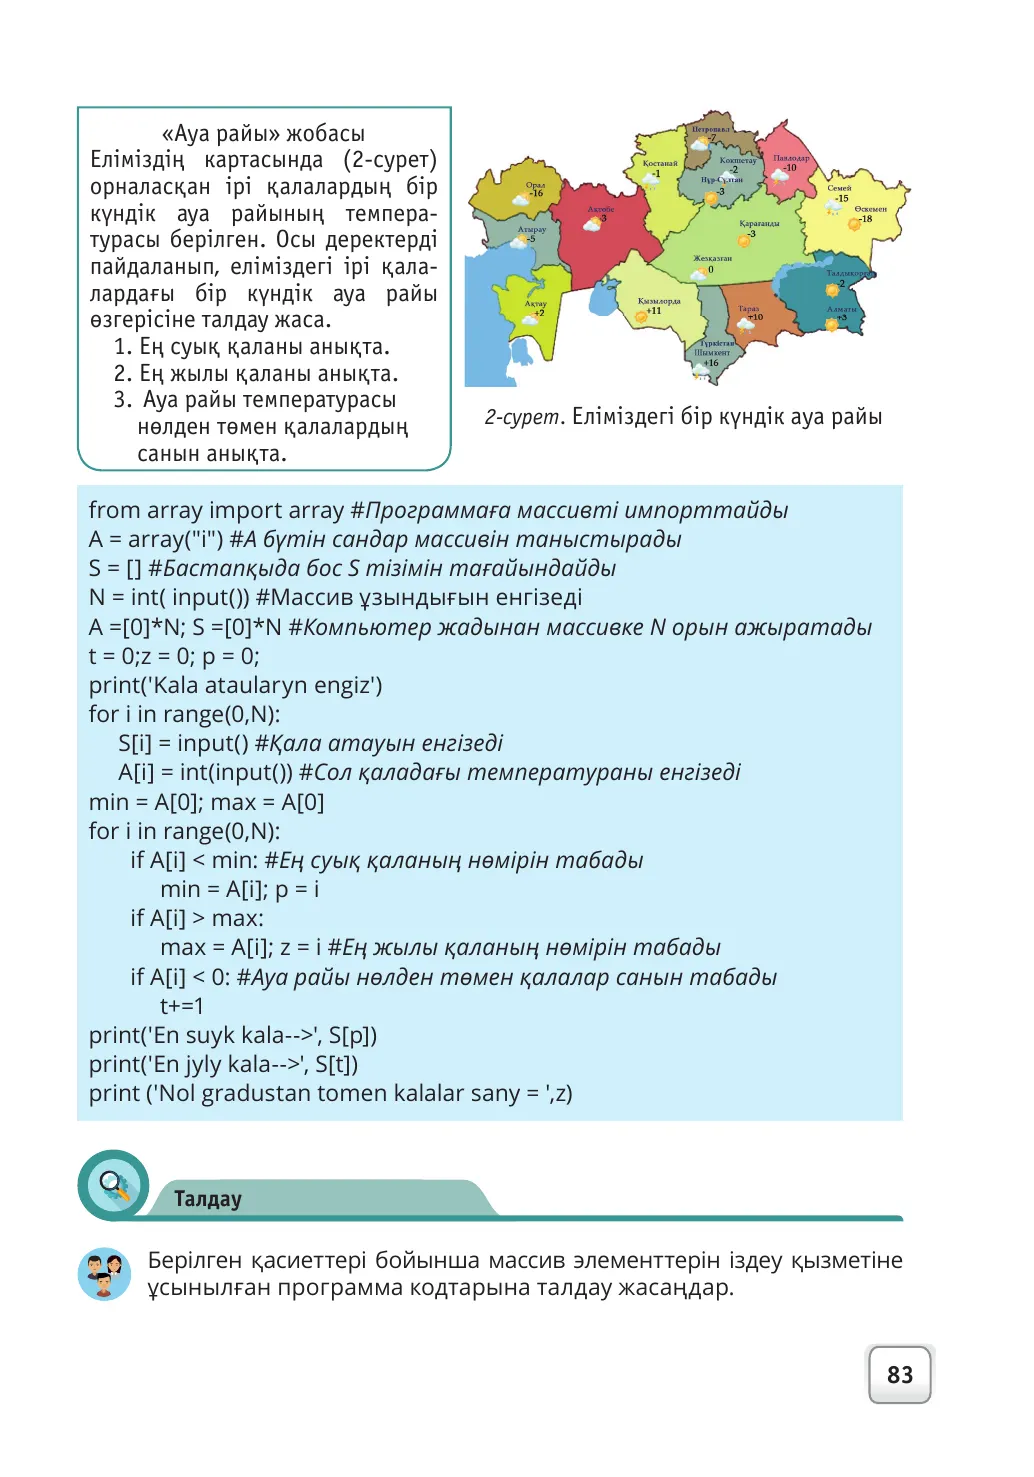 «Ауа райы» жобасы
Еліміздің картасында (2-сурет)
орналасқан ірі қалалардың бір
күндік ауа райының темпера-
турасы берілген. Осы деректерді
пайдаланып, еліміздегі ірі қала-
лардағы бір күндік ауа райы
өзгерісіне талдау жаса.
1. Ең суық қаланы анықта.
2. Ең жылы қаланы анықта.
3. Ауа райы температурасы
нөлден төмен қалалардың
санын анықта.
Петропавл
-7
Қостанай
-1
Көкшетау
-2
Павлодар
-10
Нұр-Сұлтан
-3
Орал
-16
Семей
-15
Өскемен
-18
Ақтөбе
3
Атырау
-5
Қарағанды
-3
Жезқазған
0
Талдықорған
-2
Ақтау
+2
Қызылорда
+11
Тараз
+10
Алматы
+3
Түркістан
Шымкент
+16
2-сурет. Еліміздегі бір күндік ауа райы
from array import array #Программаға массивті импорттайды
A = array("i") #A бүтін сандар массивін таныстырады
S = [] #Бастапқыда бос S тізімін тағайындайды
N = int( input()) #Массив ұзындығын енгізеді
A =[0]*N; S =[0]*N #Компьютер жадынан массивке N орын ажыратады
t = 0;z = 0; p = 0;
print('Kala ataularyn engiz')
for i in range(0,N):
S[i] = input() #Қала атауын енгізеді
A[i] = int(input()) #Сол қаладағы температураны енгізеді
min = A[0]; max = A[0]
for i in range(0,N):
if A[i] < min: #Ең суық қаланың нөмірін табады
min = A[i]; p = i
if A[i] > max:
max = A[i]; z = i #Ең жылы қаланың нөмірін табады
if A[i] < 0: #Ауа райы нөлден төмен қалалар санын табады
t+=1
print('En suyk kala-->', S[p])
print('En jyly kala-->', S[t])
print ('Nol gradustan tomen kalalar sany = ',z)
Талдау
Берілген қасиеттері бойынша массив элементтерін іздеу қызметіне
ұсынылған программа кодтарына талдау жасаңдар.
83